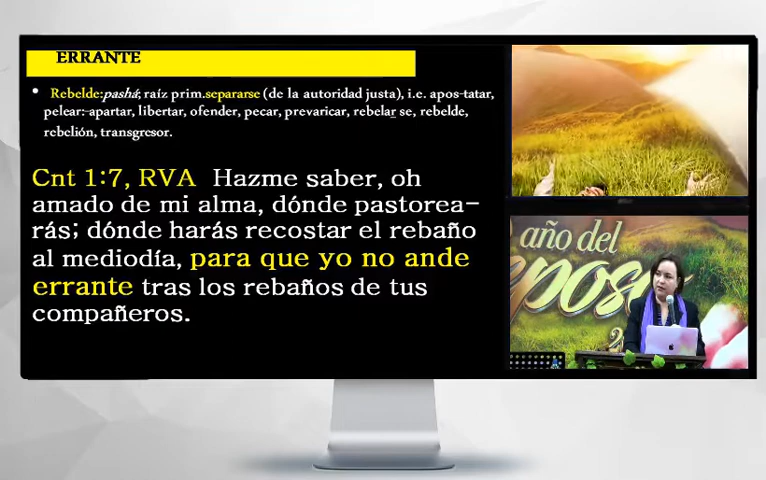 ERRANTE
• Rebelde:pashá; raíz prim.separarse (de la autoridad justa), i.e. apos-tatar,
pelear:-apartar, libertar, ofender, pecar, prevaricar, rebelar se, rebelde,
rebelión, transgresor.
Cnt 1:7, RVA Hazme saber, oh
amado de mi alma, dónde pastorea-
rás; dónde harás recostar el rebaño
al mediodía, para que yo no ande
errante tras los rebaños de tus
compañeros.
año del